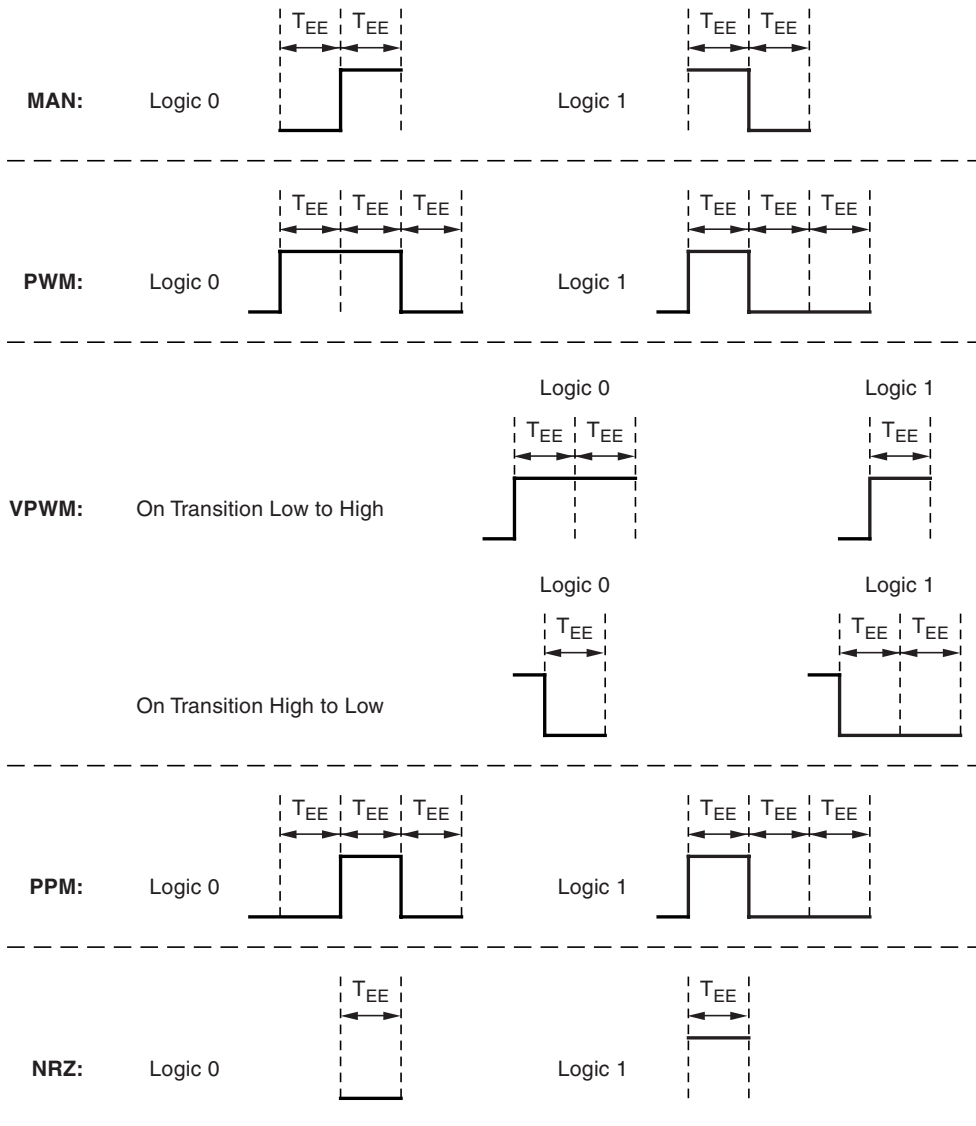 TEE TEE TEE TEE
MAN: Logic 0 Logic 1
TEE TEE TEE TEE TEE TEE
PWM: Logic 0 Logic 1
Logic 0 Logic 1
TEE TEE TEE
VPWM: On Transition Low to High
Logic 0 Logic 1
TEE TEE TEE
On Transition High to Low
TEE TEE TEE TEE TEE TEE
PPM: Logic 0 Logic 1
TEE TEE
NRZ: Logic 0 Logic 1